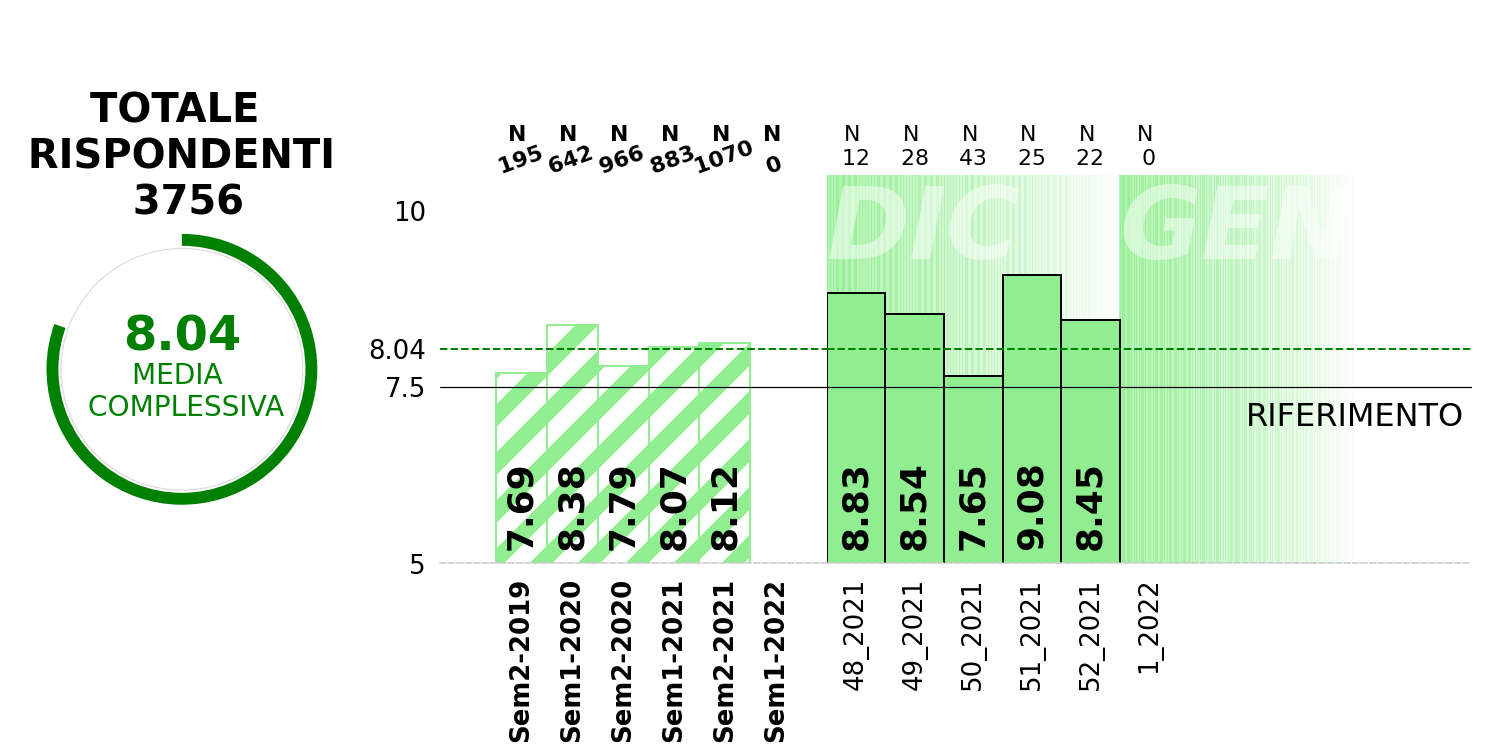 TOTALE
RISPONDENTI
3756
8.04
MEDIA
COMPLESSIVA
N N N N N N
195 642 966 883 1070 0
N N N N N N
12 28 43 25 22 0
DIC GEN
10
8.04
7.5
5
RIFERIMENTO
7.69 8.38 7.79 8.07 8.12
8.83 8.54 7.65 9.08 8.45
Sem2-2019
Sem1-2020
Sem2-2020
Sem1-2021
Sem2-2021
Sem1-2022
48_2021
49_2021
50_2021
51_2021
52_2021
1_2022